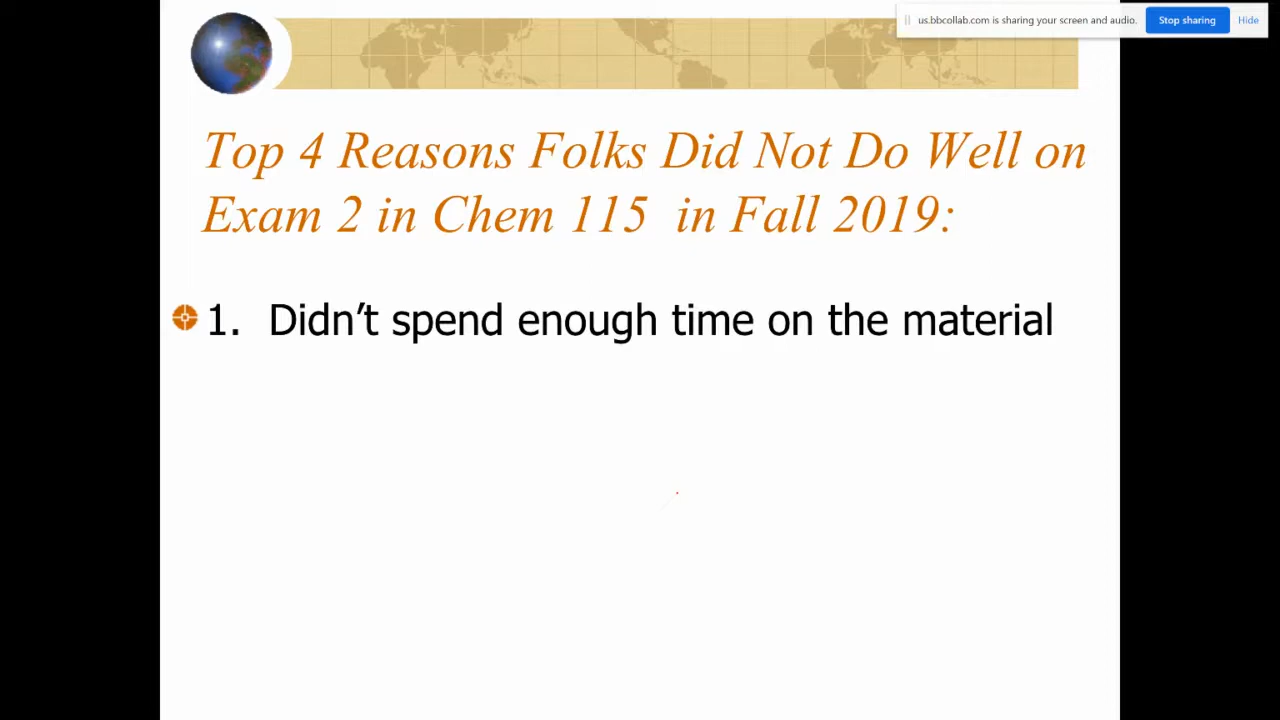 us.bbcollab.com is sharing your screen and audio. Stop sharing Hide
Top 4 Reasons Folks Did Not Do Well on
Exam 2 in Chem 115 in Fall 2019:
1. Didn’t spend enough time on the material